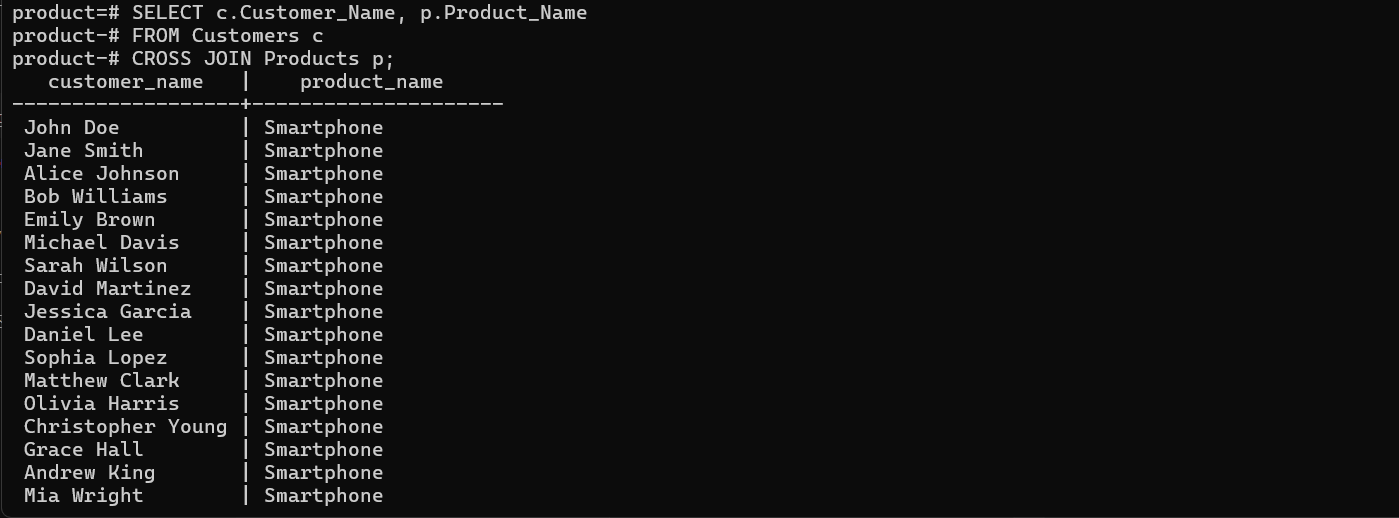 product=# SELECT c.Customer_Name, p.Product_Name
product-# FROM Customers c
product-# CROSS JOIN Products p;
   customer_name   |    product_name
-------------------+---------------------
 John Doe          | Smartphone
 Jane Smith        | Smartphone
 Alice Johnson     | Smartphone
 Bob Williams      | Smartphone
 Emily Brown       | Smartphone
 Michael Davis     | Smartphone
 Sarah Wilson      | Smartphone
 David Martinez    | Smartphone
 Jessica Garcia    | Smartphone
 Daniel Lee        | Smartphone
 Sophia Lopez      | Smartphone
 Matthew Clark     | Smartphone
 Olivia Harris     | Smartphone
 Christopher Young | Smartphone
 Grace Hall        | Smartphone
 Andrew King       | Smartphone
 Mia Wright        | Smartphone